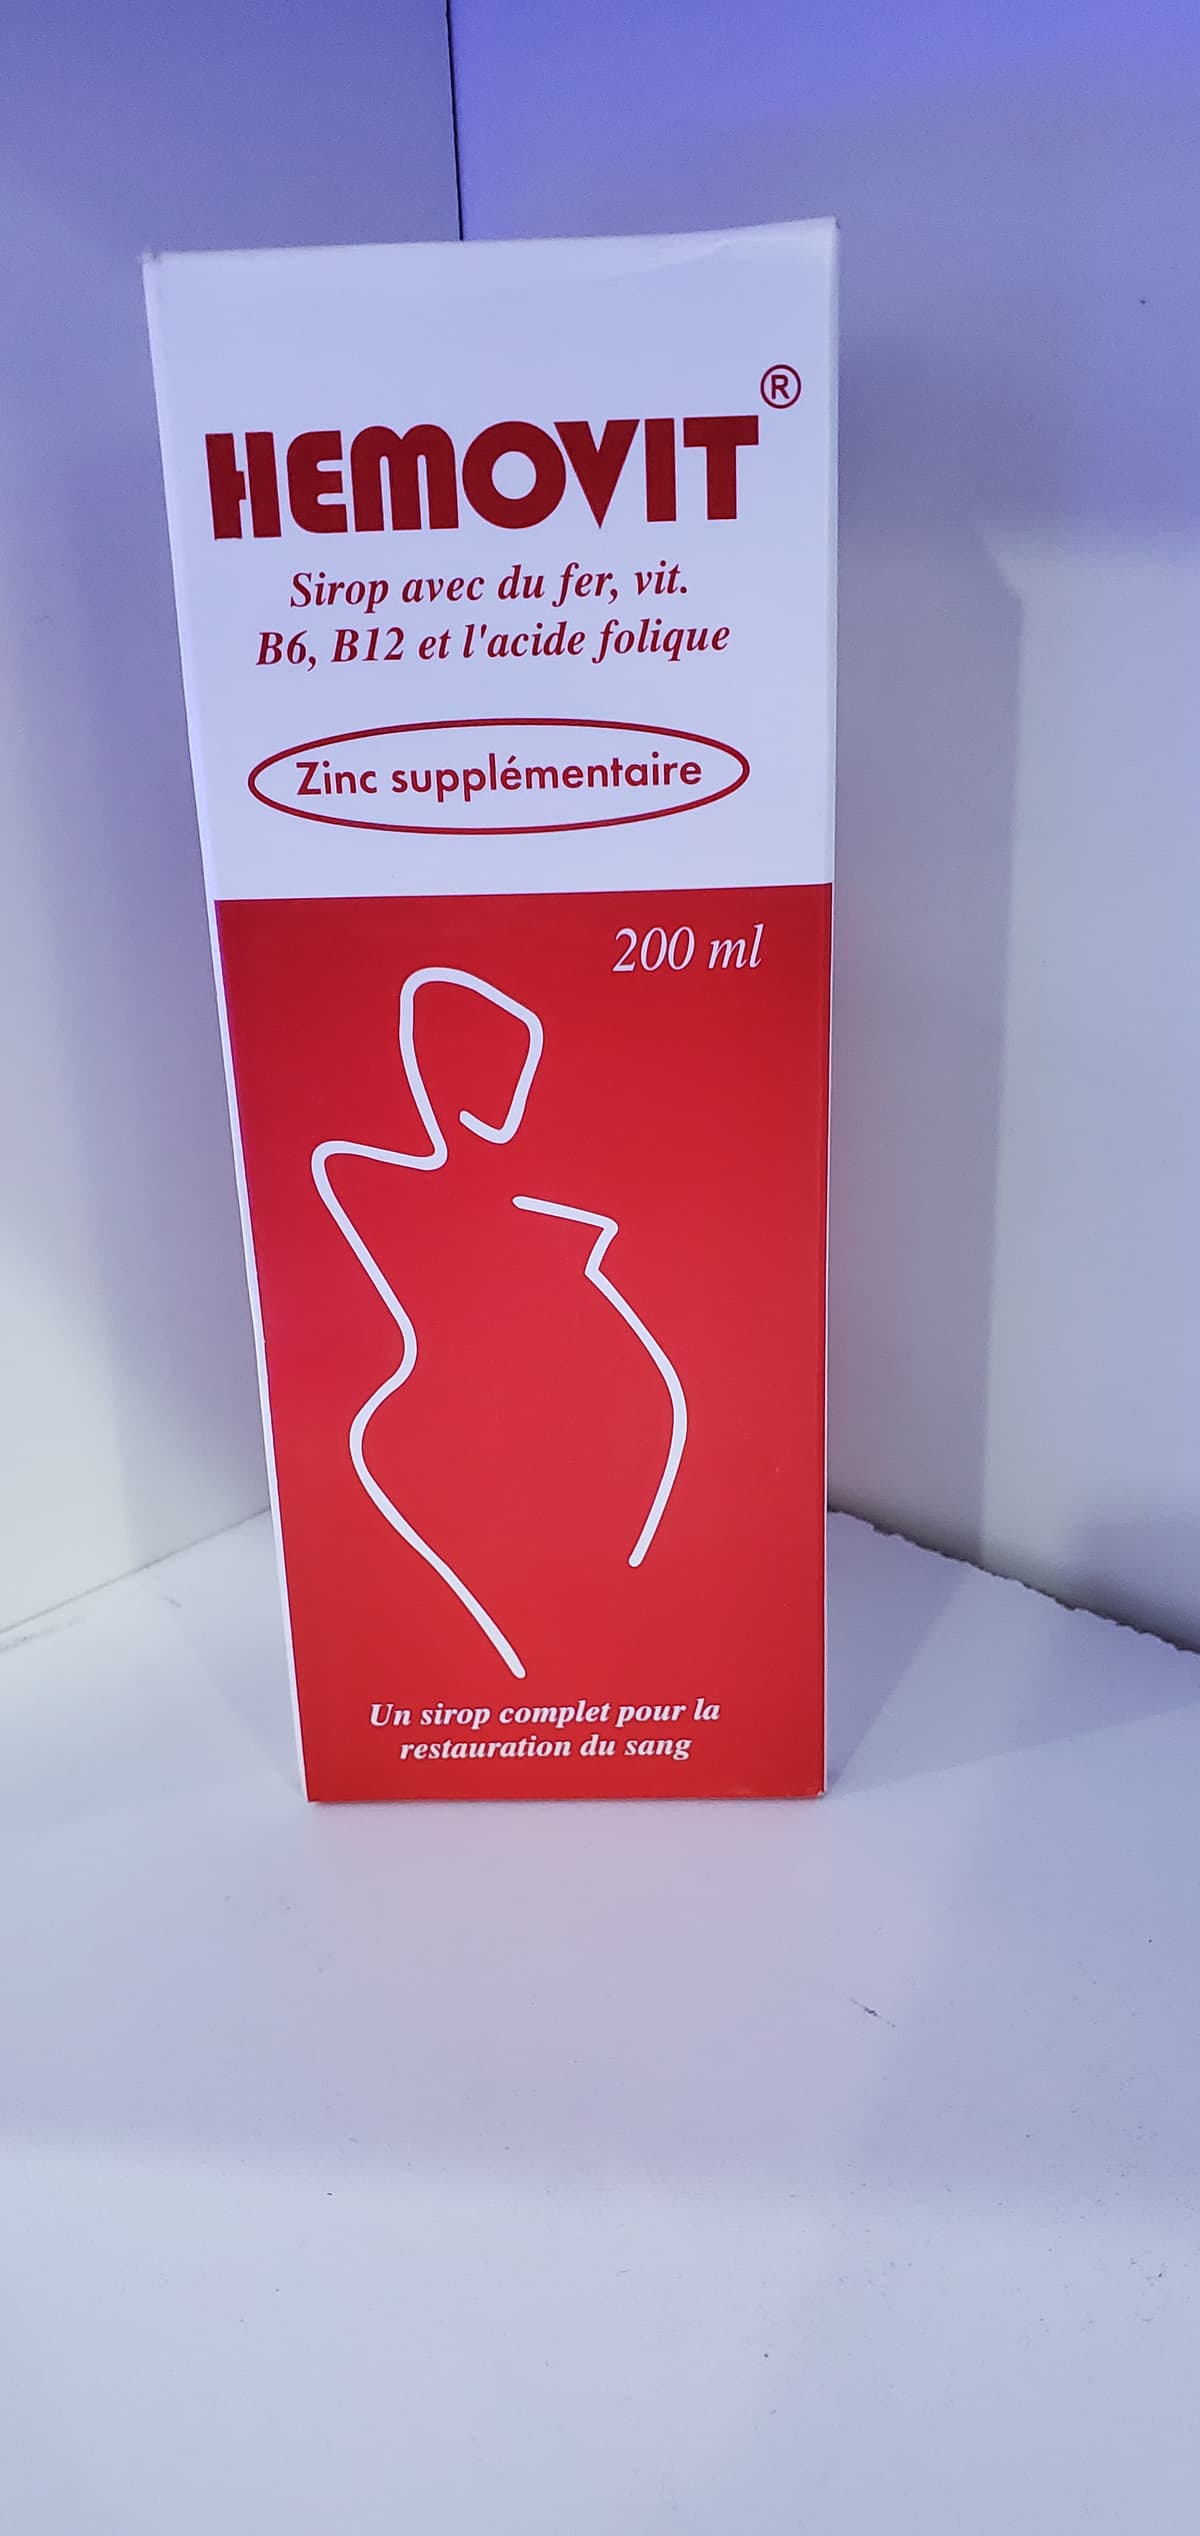 HEMOVIT®
Sirop avec du fer, vit.
B6, B12 et l'acide folique
Zinc supplémentaire
200 ml
Un sirop complet pour la
restauration du sang